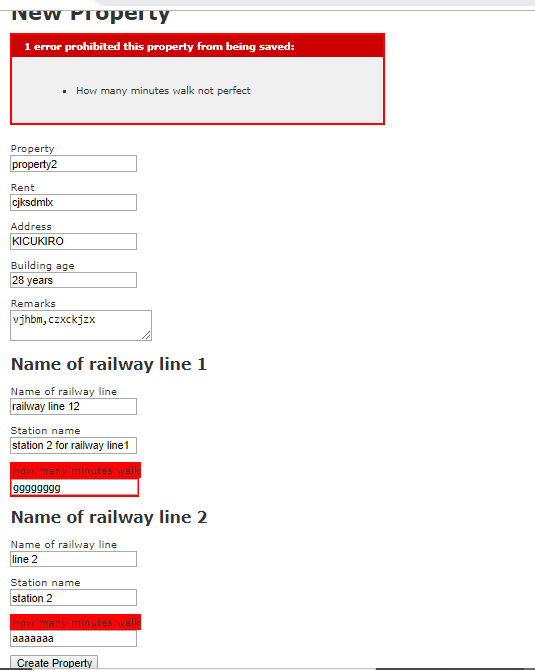 New Property
1 error prohibited this property from being saved:
How many minutes walk not perfect
Property
property2
Rent
cjksdmlx
Address
KICUKIRO
Building age
28 years
Remarks
vjhbm,czxckjzx
Name of railway line 1
Name of railway line
railway line 12
Station name
station 2 for railway line1
How many minutes walk
gggggggg
Name of railway line 2
Name of railway line
line 2
Station name
station 2
How many minutes walk
aaaaaaa
Create Property